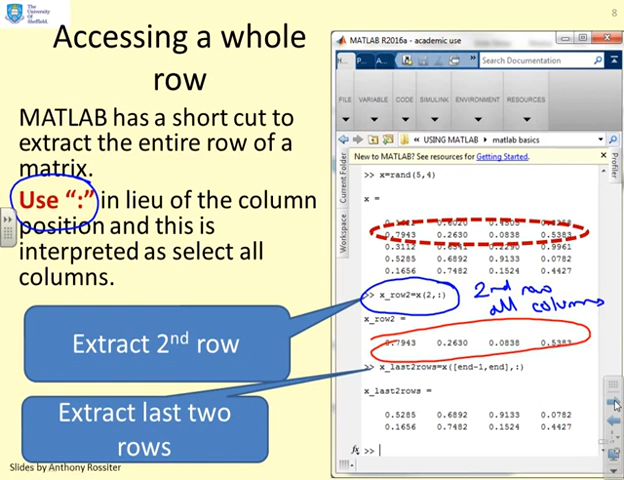 The
University
Of
Sheffield.
8
Accessing a whole
row
MATLAB has a short cut to
extract the entire row of a
matrix.
Use “:” in lieu of the column
position and this is
interpreted as select all
columns.
Extract 2nd row
Extract last two
rows
Slides by Anthony Rossiter
MATLAB R2016a - academic use
H... P... A... Search Documentation
FILE VARIABLE CODE SIMULINK ENVIRONMENT RESOURCES
USING MATLAB matlab basics
New to MATLAB? See resources for Getting Started.
Current Folder
Workspace
Profiler
>> x=rand(5,4)
x =
0.7943 0.2630 0.0838 0.5383
0.3112 0.6541 0.2290 0.9961
0.5285 0.6892 0.9133 0.0782
0.1656 0.7482 0.1524 0.4427
>> x_row2=x(2,:)
2nd row
all columns
x_row2 =
0.7943 0.2630 0.0838 0.5383
>> x_last2rows=x([end-1,end],:)
x_last2rows =
0.5285 0.6892 0.9133 0.0782
0.1656 0.7482 0.1524 0.4427
fx >>